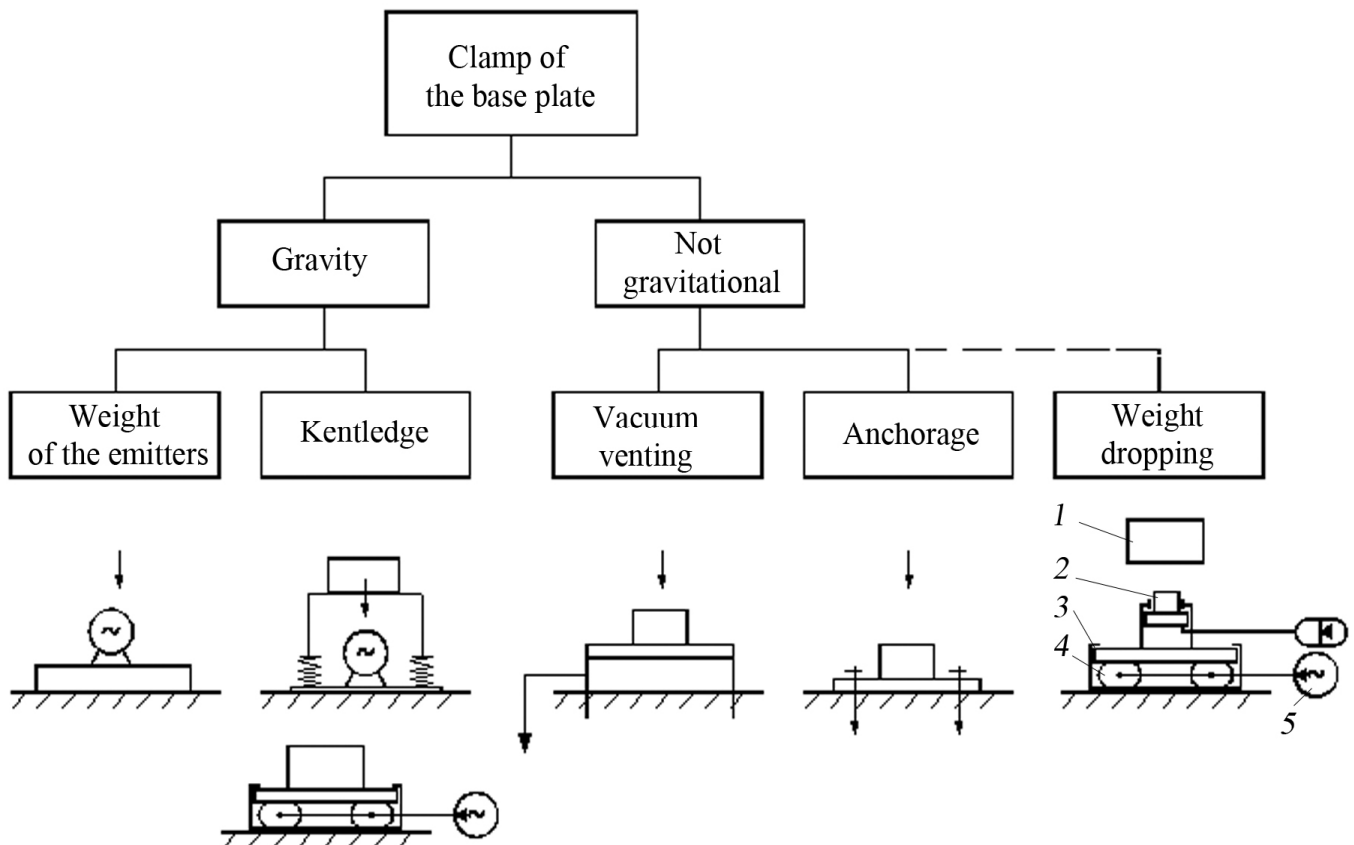 Clamp of
the base plate
Gravity
Not
gravitational
Weight
of the emitters
Kentledge
Vacuum
venting
Anchorage
Weight
dropping
1
2
3
4
5